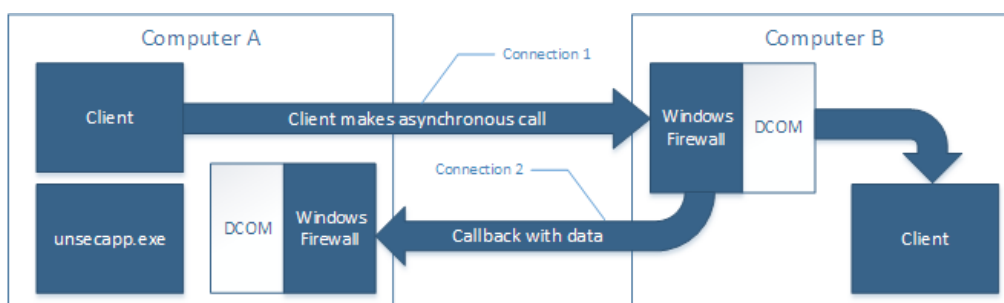 Computer A
Computer B
Connection 1
Client
Client makes asynchronous call
Windows
Firewall
DCOM
Connection 2
unsecapp.exe
DCOM
Windows
Firewall
Callback with data
Client